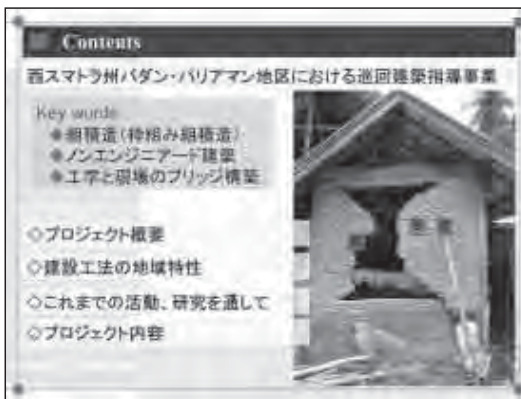 Contents
西スマトラ州パダン・パリアマン地区における巡回建築指導事業
Key words
●組積造(枠組み組積造)
●ノンエンジニアード建築
●工学と現場のブリッジ構築
◇プロジェクト概要
◇建設工法の地域特性
◇これまでの活動、研究を通して
◇プロジェクト内容